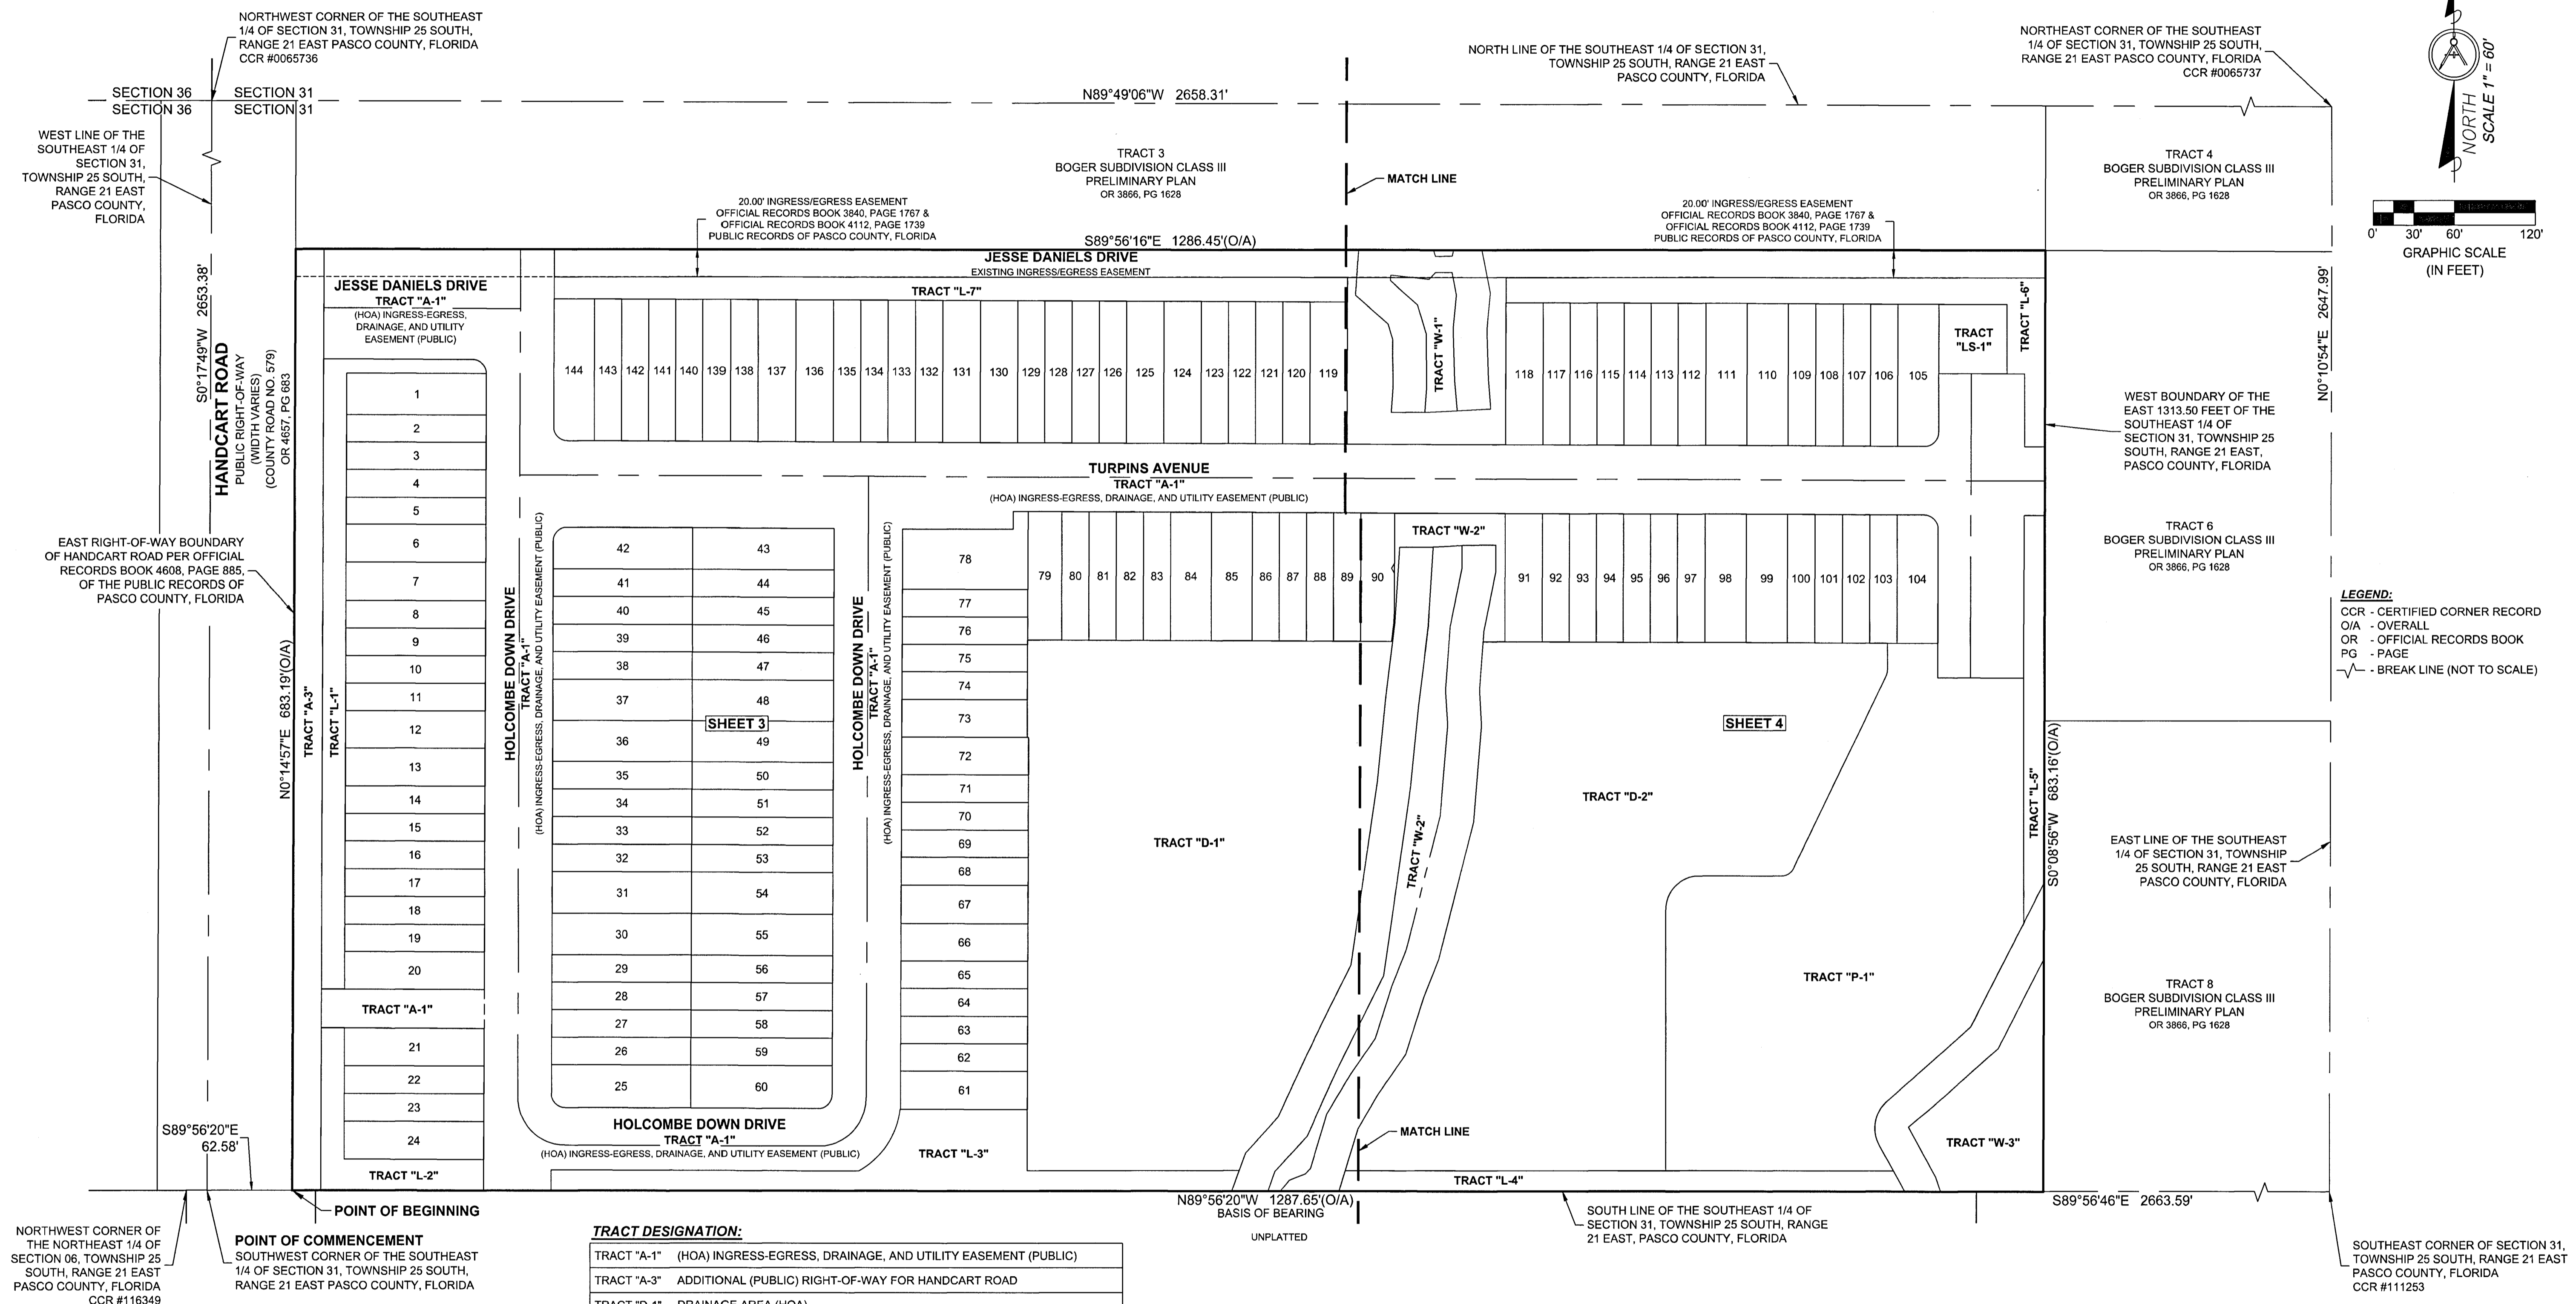 NORTHWEST CORNER OF THE SOUTHEAST
1/4 OF SECTION 31, TOWNSHIP 25 SOUTH,
RANGE 21 EAST PASCO COUNTY, FLORIDA
CCR #0065736
NORTH LINE OF THE SOUTHEAST 1/4 OF SECTION 31,
TOWNSHIP 25 SOUTH, RANGE 21 EAST
PASCO COUNTY, FLORIDA
NORTHEAST CORNER OF THE SOUTHEAST
1/4 OF SECTION 31, TOWNSHIP 25 SOUTH,
RANGE 21 EAST PASCO COUNTY, FLORIDA
CCR #0065737
NORTH
SCALE 1" = 60'
0' 30' 60' 120'
GRAPHIC SCALE
(IN FEET)
SECTION 36 SECTION 31
SECTION 36 SECTION 31
N89°49'06"W 2658.31'
WEST LINE OF THE
SOUTHEAST 1/4 OF
SECTION 31,
TOWNSHIP 25 SOUTH,
RANGE 21 EAST
PASCO COUNTY,
FLORIDA
TRACT 3
BOGER SUBDIVISION CLASS III
PRELIMINARY PLAN
OR 3866, PG 1628
MATCH LINE
TRACT 4
BOGER SUBDIVISION CLASS III
PRELIMINARY PLAN
OR 3866, PG 1628
20.00' INGRESS/EGRESS EASEMENT
OFFICIAL RECORDS BOOK 3840, PAGE 1767 &
OFFICIAL RECORDS BOOK 4112, PAGE 1739
PUBLIC RECORDS OF PASCO COUNTY, FLORIDA
20.00' INGRESS/EGRESS EASEMENT
OFFICIAL RECORDS BOOK 3840, PAGE 1767 &
OFFICIAL RECORDS BOOK 4112, PAGE 1739
PUBLIC RECORDS OF PASCO COUNTY, FLORIDA
S89°56'16"E 1286.45'(O/A)
JESSE DANIELS DRIVE
EXISTING INGRESS/EGRESS EASEMENT
S0°17'49"W 2653.38'
HANDCART ROAD
PUBLIC RIGHT-OF-WAY
(WIDTH VARIES)
(COUNTY ROAD NO. 579)
OR 4657, PG 683
JESSE DANIELS DRIVE
TRACT "A-1"
(HOA) INGRESS-EGRESS,
DRAINAGE, AND UTILITY
EASEMENT (PUBLIC)
TRACT "L-7"
TRACT "W-1"
TRACT
"LS-1"
TRACT "L-6"
N0°10'54"E 2647.99'
144 143 142 141 140 139 138 137 136 135 134 133 132 131 130 129 128 127 126 125 124 123 122 121 120 119
118 117 116 115 114 113 112 111 110 109 108 107 106 105
WEST BOUNDARY OF THE
EAST 1313.50 FEET OF THE
SOUTHEAST 1/4 OF
SECTION 31, TOWNSHIP 25
SOUTH, RANGE 21 EAST,
PASCO COUNTY, FLORIDA
TURPINS AVENUE
TRACT "A-1"
(HOA) INGRESS-EGRESS, DRAINAGE, AND UTILITY EASEMENT (PUBLIC)
EAST RIGHT-OF-WAY BOUNDARY
OF HANDCART ROAD PER OFFICIAL
RECORDS BOOK 4608, PAGE 885,
OF THE PUBLIC RECORDS OF
PASCO COUNTY, FLORIDA
N0°14'57"E 683.19'(O/A)
TRACT "A-3"
TRACT "L-1"
1
2
3
4
5
6
7
8
9
10
11
12
13
14
15
16
17
18
19
20
TRACT "A-1"
21
22
23
24
TRACT "L-2"
HOLCOMBE DOWN DRIVE
TRACT "A-1"
(HOA) INGRESS-EGRESS, DRAINAGE, AND UTILITY EASEMENT (PUBLIC)
42 43
41 44
40 45
39 46
38 47
37 48
SHEET 3
36 49
35 50
34 51
33 52
32 53
31 54
30 55
29 56
28 57
27 58
26 59
25 60
HOLCOMBE DOWN DRIVE
TRACT "A-1"
(HOA) INGRESS-EGRESS, DRAINAGE, AND UTILITY EASEMENT (PUBLIC)
HOLCOMBE DOWN DRIVE
TRACT "A-1"
(HOA) INGRESS-EGRESS, DRAINAGE, AND UTILITY EASEMENT (PUBLIC)
78
77
76
75
74
73
72
71
70
69
68
67
66
65
64
63
62
61
TRACT "L-3"
79 80 81 82 83 84 85 86 87 88 89 90
TRACT "W-2"
91 92 93 94 95 96 97 98 99 100 101 102 103 104
TRACT "D-1"
TRACT "W-2"
SHEET 4
TRACT "D-2"
TRACT "P-1"
TRACT "W-3"
TRACT "L-5"
S0°08'56"W 683.16'(O/A)
MATCH LINE
TRACT "L-4"
TRACT 6
BOGER SUBDIVISION CLASS III
PRELIMINARY PLAN
OR 3866, PG 1628
LEGEND:
CCR - CERTIFIED CORNER RECORD
O/A - OVERALL
OR - OFFICIAL RECORDS BOOK
PG - PAGE
- BREAK LINE (NOT TO SCALE)
EAST LINE OF THE SOUTHEAST
1/4 OF SECTION 31, TOWNSHIP
25 SOUTH, RANGE 21 EAST
PASCO COUNTY, FLORIDA
TRACT 8
BOGER SUBDIVISION CLASS III
PRELIMINARY PLAN
OR 3866, PG 1628
S89°56'20"E
62.58'
POINT OF BEGINNING
N89°56'20"W 1287.65'(O/A)
BASIS OF BEARING
UNPLATTED
S89°56'46"E 2663.59'
SOUTH LINE OF THE SOUTHEAST 1/4 OF
SECTION 31, TOWNSHIP 25 SOUTH, RANGE
21 EAST, PASCO COUNTY, FLORIDA
NORTHWEST CORNER OF
THE NORTHEAST 1/4 OF
SECTION 06, TOWNSHIP 25
SOUTH, RANGE 21 EAST
PASCO COUNTY, FLORIDA
CCR #116349
POINT OF COMMENCEMENT
SOUTHWEST CORNER OF THE SOUTHEAST
1/4 OF SECTION 31, TOWNSHIP 25 SOUTH,
RANGE 21 EAST PASCO COUNTY, FLORIDA
SOUTHEAST CORNER OF SECTION 31,
TOWNSHIP 25 SOUTH, RANGE 21 EAST
PASCO COUNTY, FLORIDA
CCR #111253
TRACT DESIGNATION:
TRACT "A-1" (HOA) INGRESS-EGRESS, DRAINAGE, AND UTILITY EASEMENT (PUBLIC)
TRACT "A-3" ADDITIONAL (PUBLIC) RIGHT-OF-WAY FOR HANDCART ROAD
TRACT "D-1" DRAINAGE AREA (HOA)